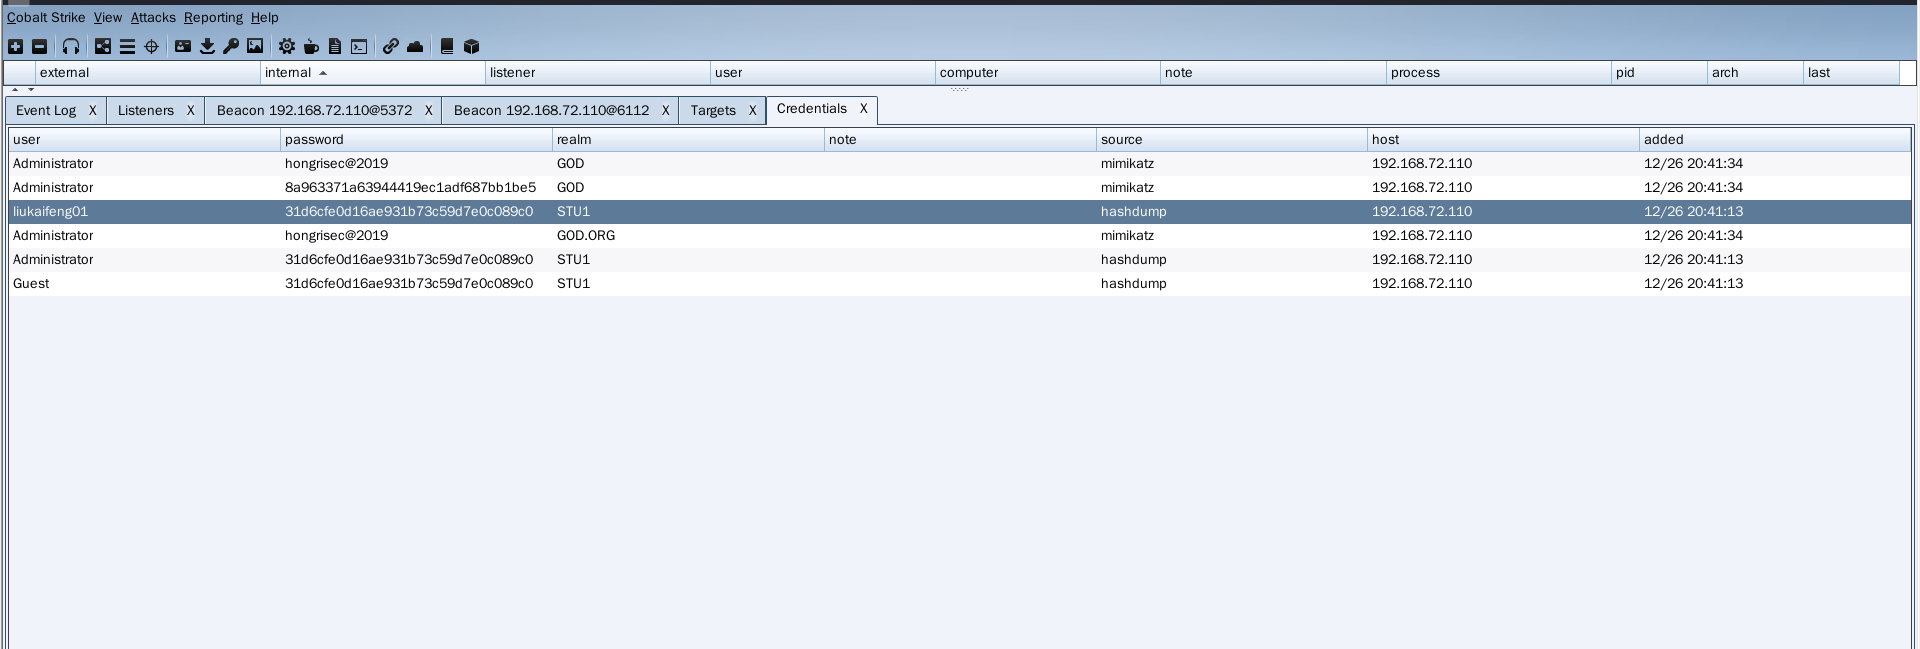 Cobalt Strike View Attacks Reporting Help
external internal listener user computer note process pid arch last
Event Log X Listeners X Beacon 192.168.72.110@5372 X Beacon 192.168.72.110@6112 X Targets X Credentials X
user password realm note source host added
Administrator hongrisec@2019 GOD mimikatz 192.168.72.110 12/26 20:41:34
Administrator 8a963371a63944419ec1adf687bb1be5 GOD mimikatz 192.168.72.110 12/26 20:41:34
liukaifeng01 31d6cfe0d16ae931b73c59d7e0c089c0 STU1 hashdump 192.168.72.110 12/26 20:41:13
Administrator hongrisec@2019 GOD.ORG mimikatz 192.168.72.110 12/26 20:41:34
Administrator 31d6cfe0d16ae931b73c59d7e0c089c0 STU1 hashdump 192.168.72.110 12/26 20:41:13
Guest 31d6cfe0d16ae931b73c59d7e0c089c0 STU1 hashdump 192.168.72.110 12/26 20:41:13